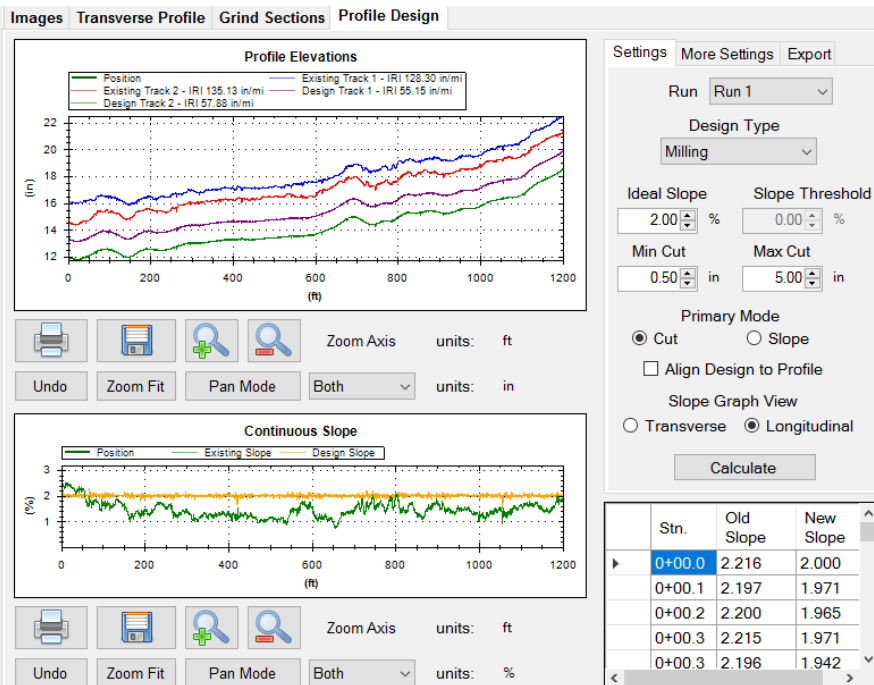 Images Transverse Profile Grind Sections Profile Design
Profile Elevations
Position Existing Track 1 - IRI 128.30 in/mi
Existing Track 2 - IRI 135.13 in/mi Design Track 1 - IRI 55.15 in/mi
Design Track 2 - IRI 57.88 in/mi
22
20
18
16
14
12
(in)
0 200 400 600 800 1000 1200
(ft)
Zoom Axis units: ft
Undo Zoom Fit Pan Mode Both units: in
Continuous Slope
Position Existing Slope Design Slope
3
2
1
(%)
0 200 400 600 800 1000 1200
(ft)
Zoom Axis units: ft
Undo Zoom Fit Pan Mode Both units: %
Settings More Settings Export
Run Run 1
Design Type
Milling
Ideal Slope Slope Threshold
2.00 % 0.00 %
Min Cut Max Cut
0.50 in 5.00 in
Primary Mode
Cut Slope
Align Design to Profile
Slope Graph View
Transverse Longitudinal
Calculate
Stn. Old Slope New Slope
0+00.0 2.216 2.000
0+00.1 2.197 1.971
0+00.2 2.200 1.965
0+00.3 2.215 1.971
0+00.3 2.196 1.942